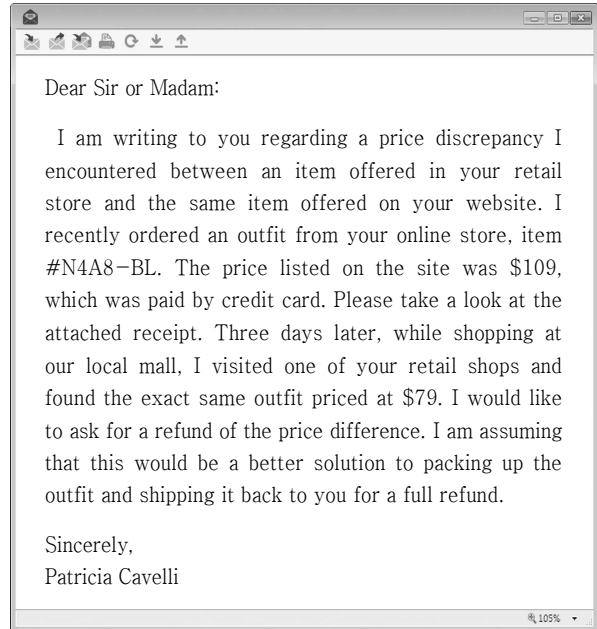 Dear Sir or Madam:
I am writing to you regarding a price discrepancy I
encountered between an item offered in your retail
store and the same item offered on your website. I
recently ordered an outfit from your online store, item
#N4A8-BL. The price listed on the site was $109,
which was paid by credit card. Please take a look at the
attached receipt. Three days later, while shopping at
our local mall, I visited one of your retail shops and
found the exact same outfit priced at $79. I would like
to ask for a refund of the price difference. I am assuming
that this would be a better solution to packing up the
outfit and shipping it back to you for a full refund.
Sincerely,
Patricia Cavelli
105%